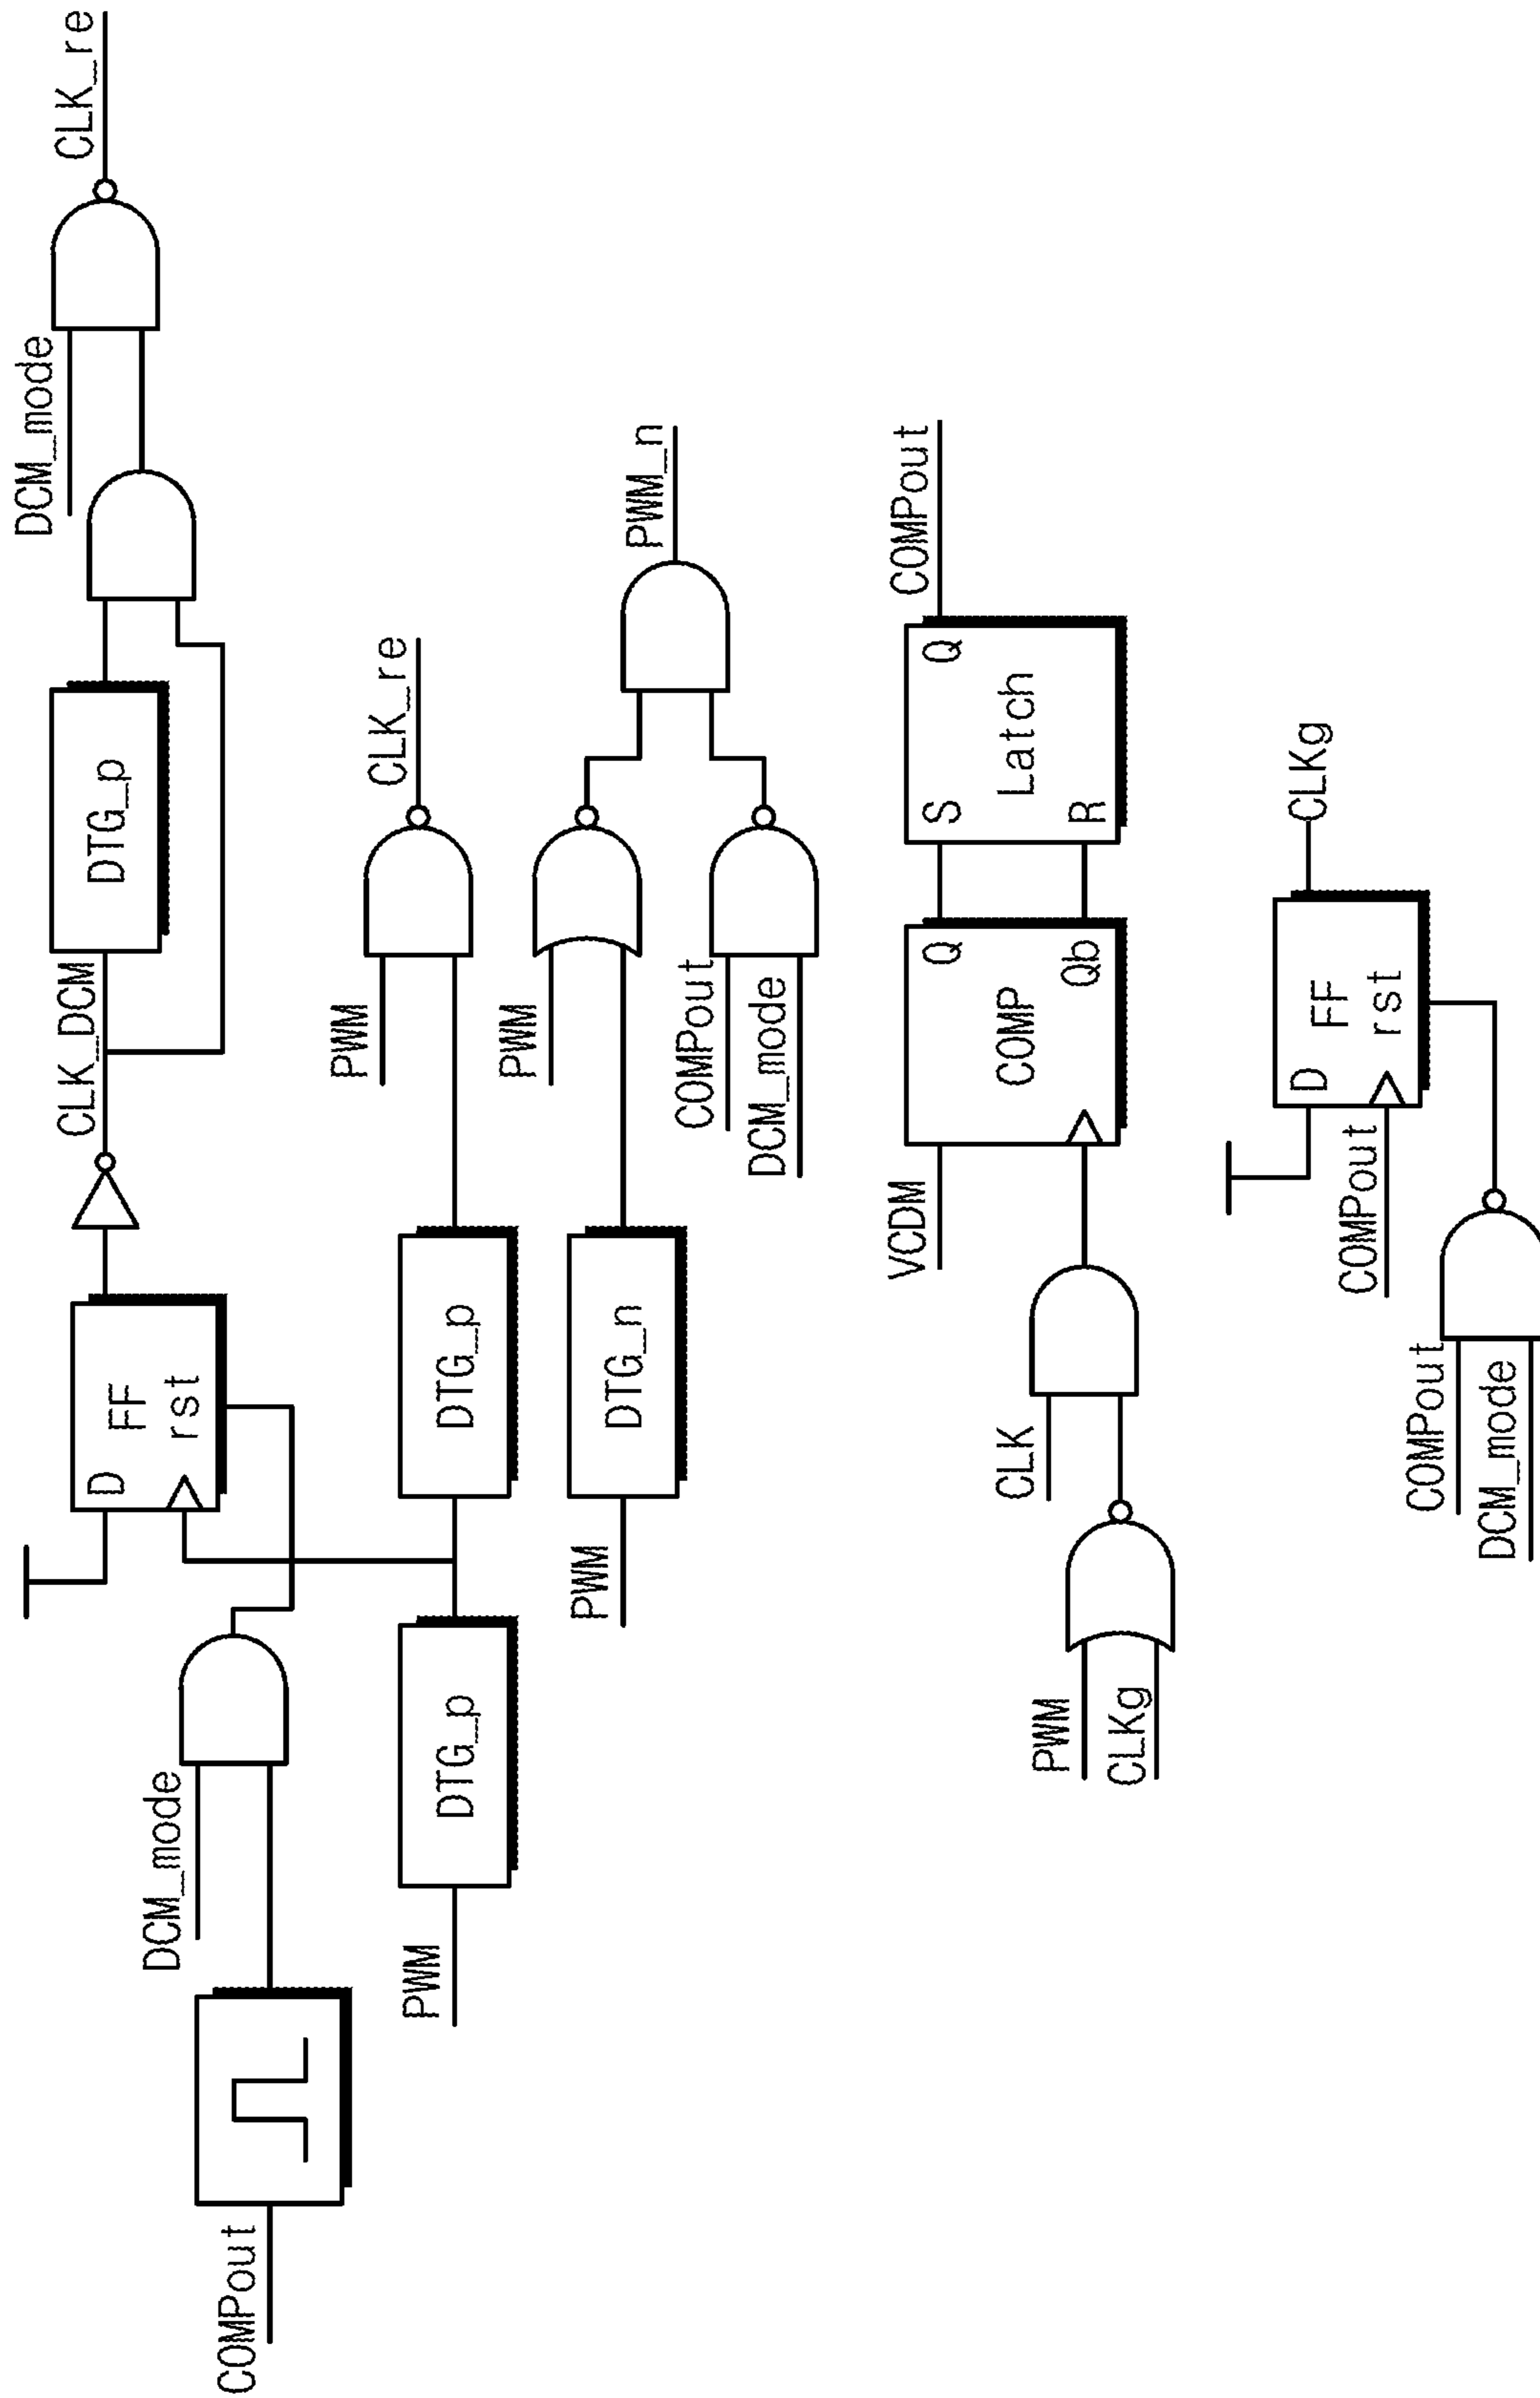 COMPout
DCM_mode
D
FF
rst
CLK_DCM
DTG_p
DCM_mode
CLK_re
PWM
DTG_p
DTG_p
PWM
CLK_re
PWM
DTG_n
PWM
COMPout
DCM_mode
PWM_n
PWM
CLKg
CLK
VCDM
COMP
Q
Qb
S
R
Latch
Q
COMPout
COMPout
DCM_mode
COMPout
D
FF
rst
CLKg